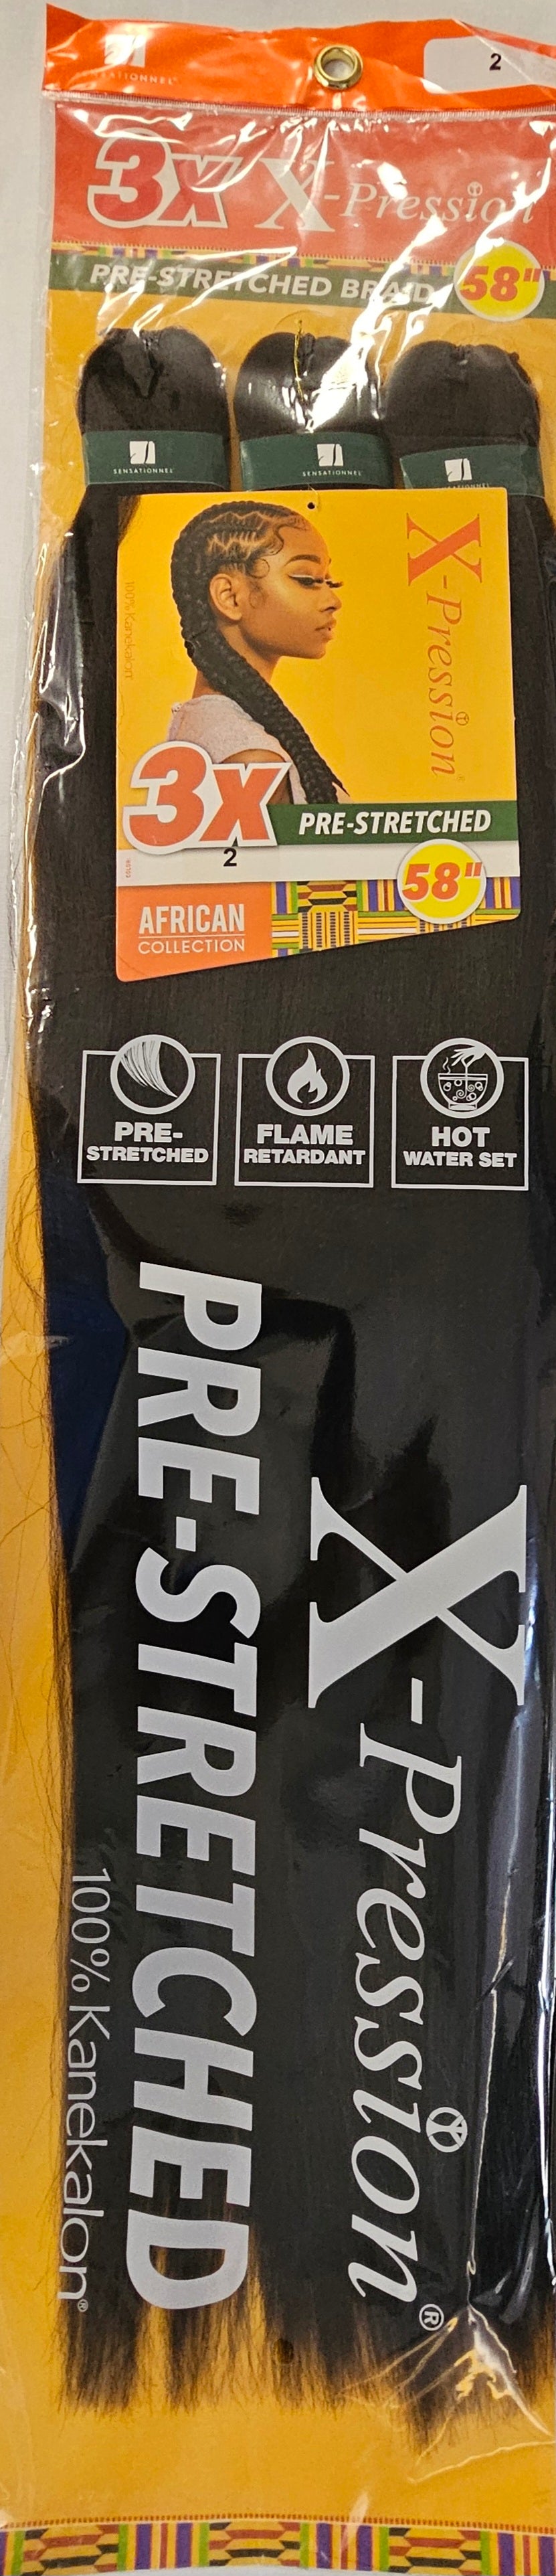 2
3X X-Pression
PRE-STRETCHED BRAID 58"
SENSATIONNEL
SENSATIONNEL
SENSATIONNEL
X-Pression
100% Kanekalon
3X
PRE-STRETCHED
2
58"
AFRICAN
COLLECTION
PRE-
STRETCHED
FLAME
RETARDANT
HOT
WATER SET
PRE-STRETCHED
X-Pression®
100% Kanekalon®